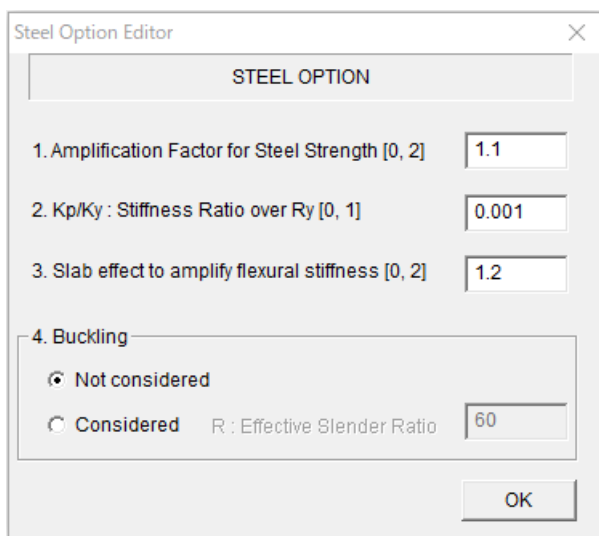 Steel Option Editor
STEEL OPTION
1. Amplification Factor for Steel Strength [0, 2] 1.1
2. Kp/Ky : Stiffness Ratio over Ry [0, 1] 0.001
3. Slab effect to amplify flexural stiffness [0, 2] 1.2
4. Buckling
Not considered
Considered R : Effective Slender Ratio 60
OK